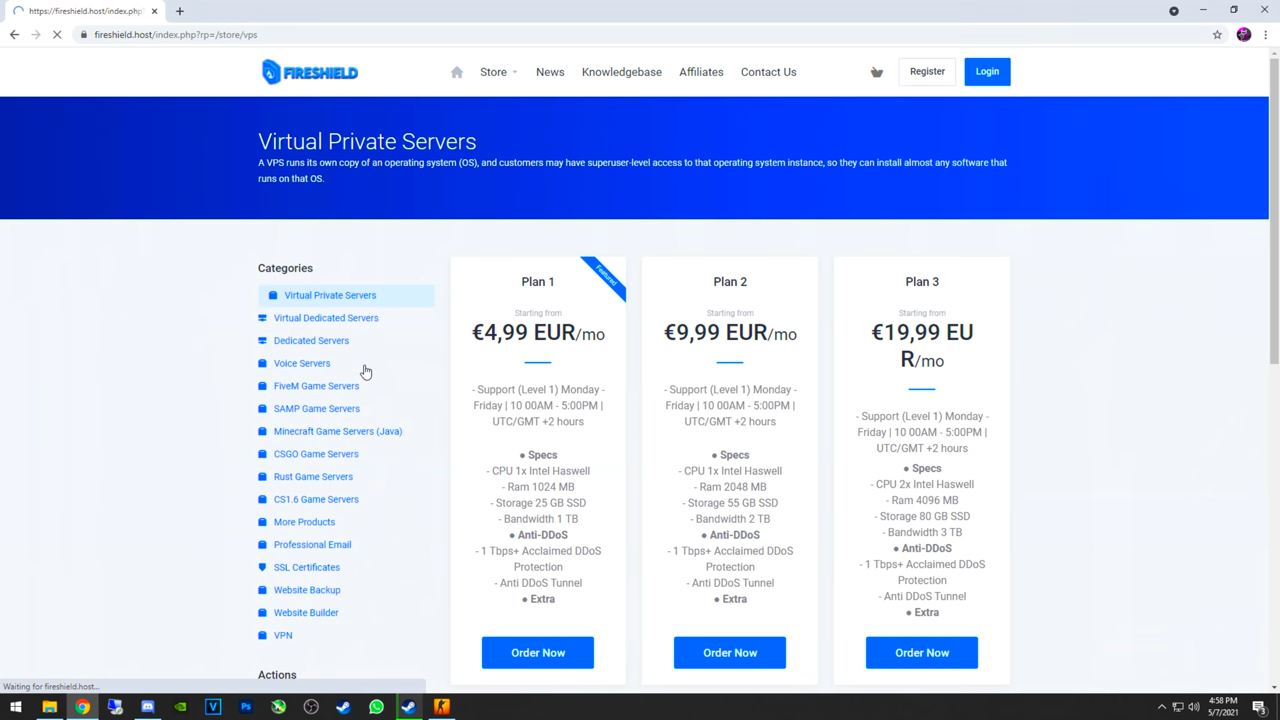 https://fireshield.host/index.php?
fireshield.host/index.php?rp=/store/vps
FIRESHIELD
Store
News
Knowledgebase
Affiliates
Contact Us
Register
Login
Virtual Private Servers
A VPS runs its own copy of an operating system (OS), and customers may have superuser-level access to that operating system instance, so they can install almost any software that
runs on that OS.
Categories
Virtual Private Servers
Virtual Dedicated Servers
Dedicated Servers
Voice Servers
FiveM Game Servers
SAMP Game Servers
Minecraft Game Servers (Java)
CSGO Game Servers
Rust Game Servers
CS1.6 Game Servers
More Products
Professional Email
SSL Certificates
Website Backup
Website Builder
VPN
Actions
Featured
Plan 1
Starting from
€4,99 EUR/mo
- Support (Level 1) Monday -
Friday | 10 00AM - 5:00PM |
UTC/GMT +2 hours
● Specs
- CPU 1x Intel Haswell
- Ram 1024 MB
- Storage 25 GB SSD
- Bandwidth 1 TB
● Anti-DDoS
- 1 Tbps+ Acclaimed DDoS
Protection
- Anti DDoS Tunnel
● Extra
Order Now
Plan 2
Starting from
€9,99 EUR/mo
- Support (Level 1) Monday -
Friday | 10 00AM - 5:00PM |
UTC/GMT +2 hours
● Specs
- CPU 1x Intel Haswell
- Ram 2048 MB
- Storage 55 GB SSD
- Bandwidth 2 TB
● Anti-DDoS
- 1 Tbps+ Acclaimed DDoS
Protection
- Anti DDoS Tunnel
● Extra
Order Now
Plan 3
Starting from
€19,99 EU
R/mo
- Support (Level 1) Monday -
Friday | 10 00AM - 5:00PM |
UTC/GMT +2 hours
● Specs
- CPU 2x Intel Haswell
- Ram 4096 MB
- Storage 80 GB SSD
- Bandwidth 3 TB
● Anti-DDoS
- 1 Tbps+ Acclaimed DDoS
Protection
- Anti DDoS Tunnel
● Extra
Order Now
Waiting for fireshield.host...
4:58 PM
5/7/2021